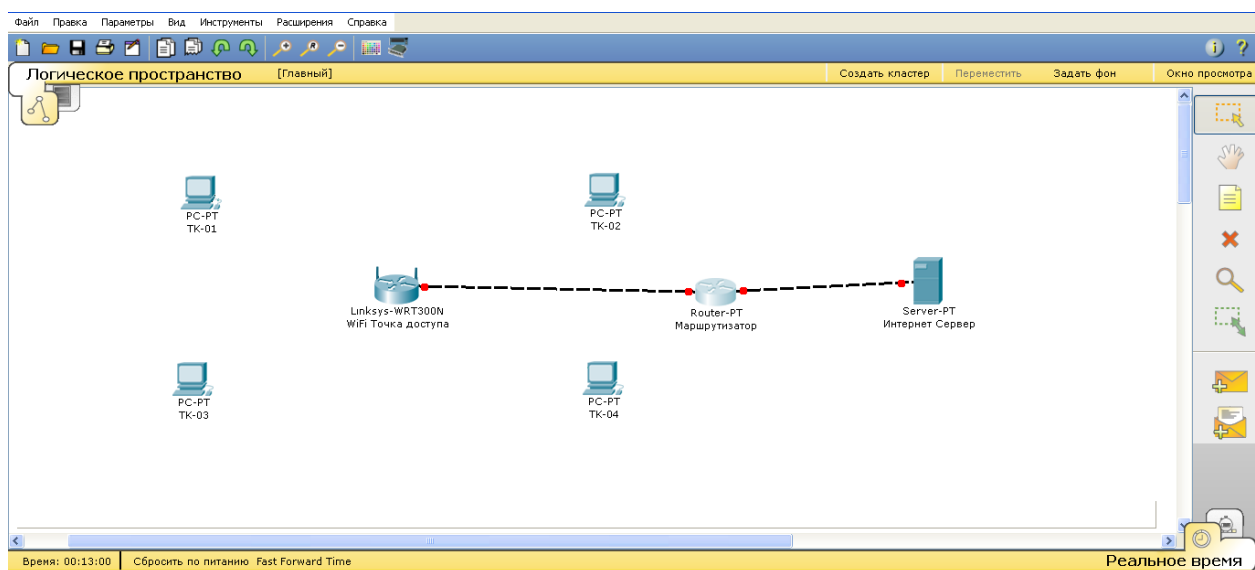 Файл Правка Параметры Вид Инструменты Расширения Справка
Логическое пространство [Главный] Создать кластер Переместить Задать фон Окно просмотра
PC-PT
TK-01
PC-PT
TK-02
Linksys-WRT300N
WiFi Точка доступа
Router-PT
Маршрутизатор
Server-PT
Интернет Сервер
PC-PT
TK-03
PC-PT
TK-04
Время: 00:13:00 Сбросить по питанию Fast Forward Time Реальное время